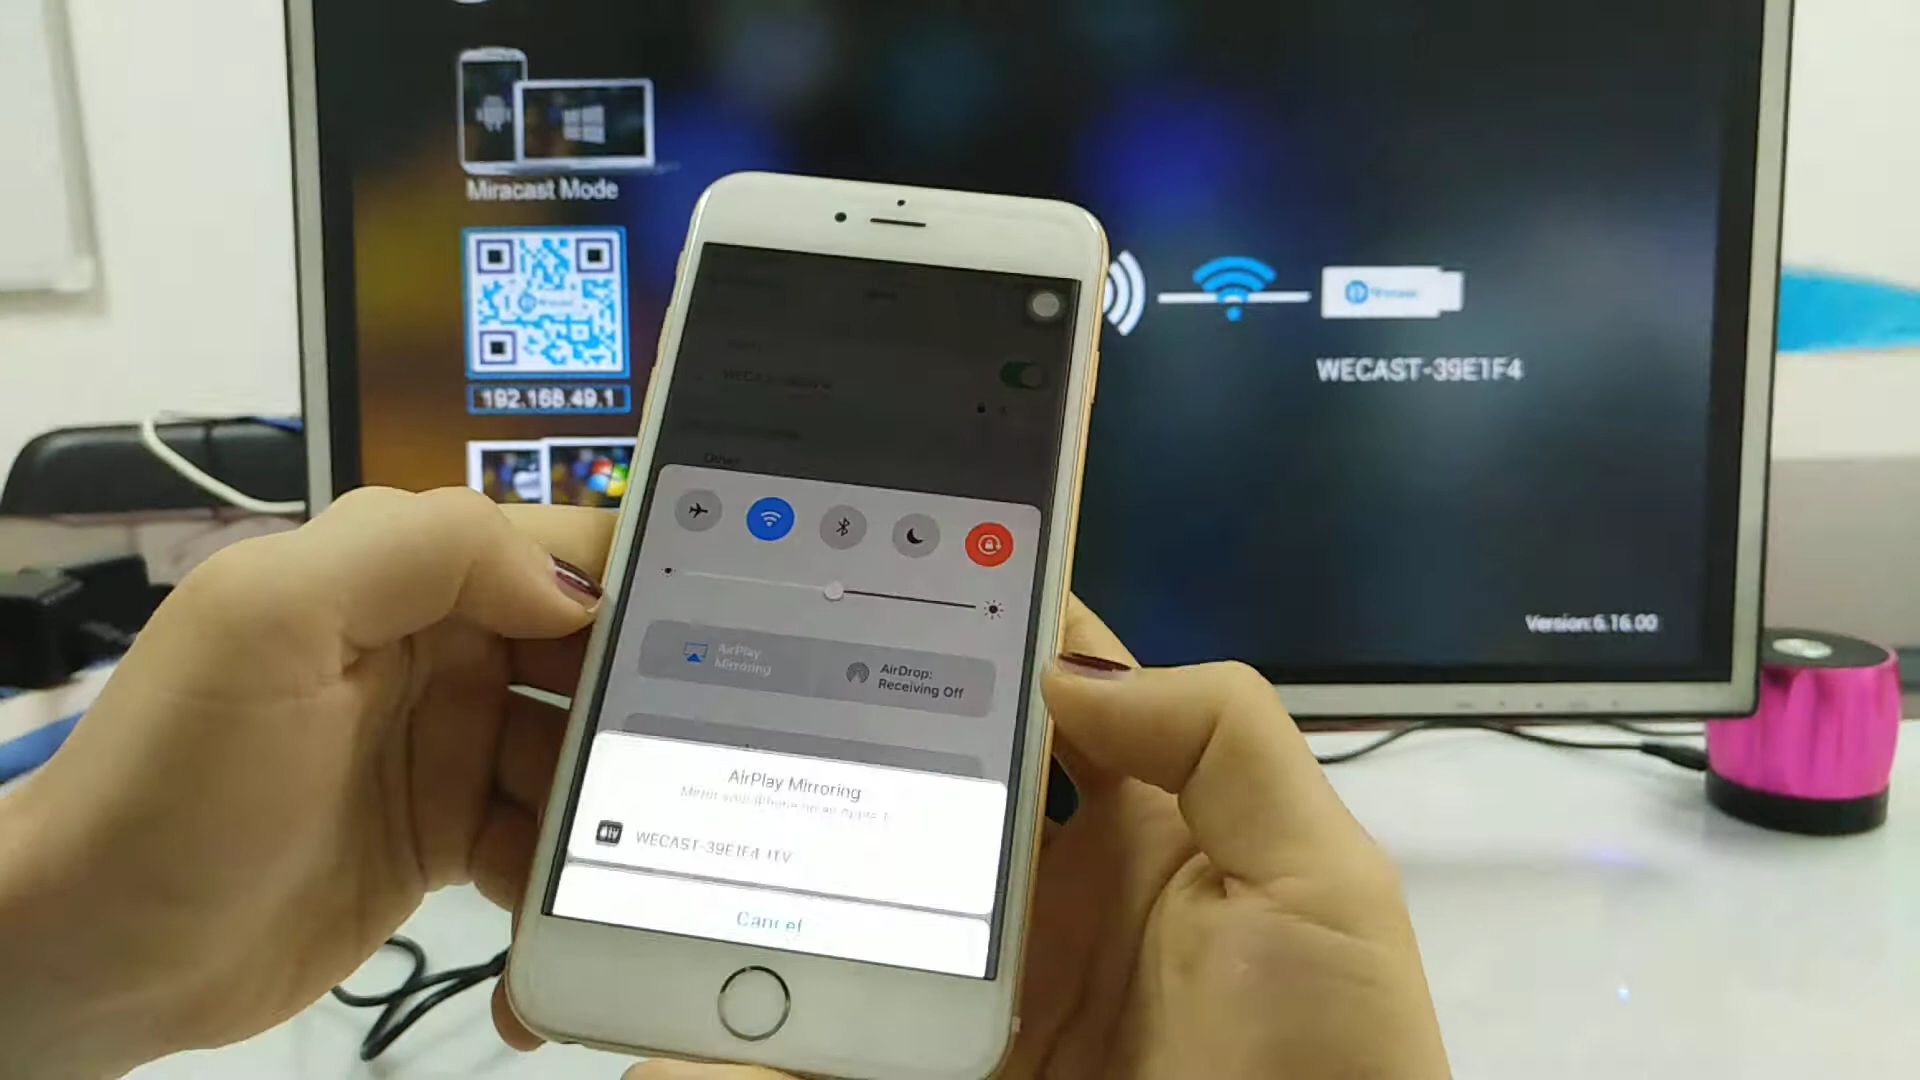 Miracast Mode
192.168.49.1
WECAST-39E1F4
Version:6.16.00
Other
AirPlay
Mirroring
AirDrop:
Receiving Off
AirPlay Mirroring
WECAST-39E1F4 ITV
Cancel